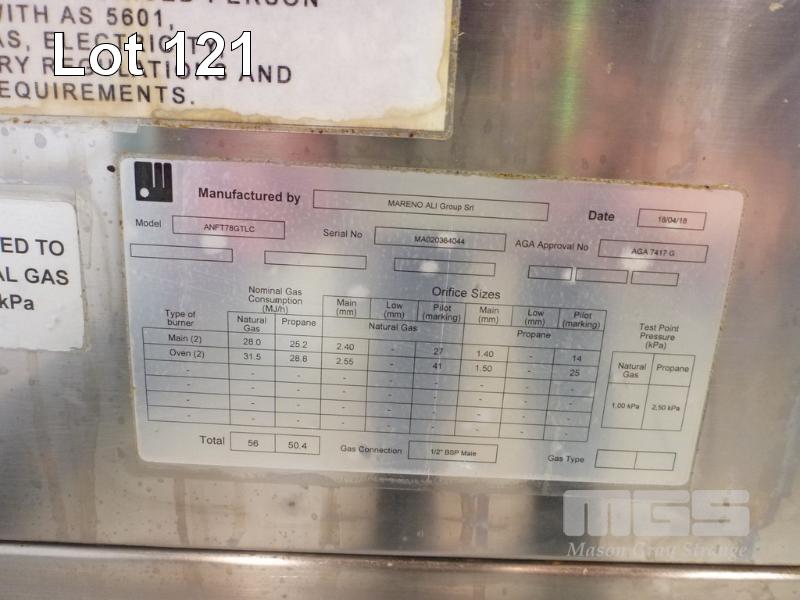 PERSON
WITH AS 5601,
AS, ELECTRICITY
Lot 121
RY REGULATIONS AND
EQUIREMENTS.
Manufactured by MARENO ALI Group Srl Date 18/04/18
Model ANFT78GTLC Serial No MA020364044 AGA Approval No AGA 7417 G
ED TO
AL GAS
kPa
Nominal Gas Consumption (MJ/h)
Orifice Sizes
Type of burner Natural Gas Propane Main (mm) Low (mm) Pilot (marking) Main (mm) Low (mm) Pilot (marking)
Natural Gas Propane
Test Point Pressure (kPa)
Natural Gas Propane
Main (2) 28.0 25.2 2.40 - 27 1.40 - 14
Oven (2) 31.5 28.8 2.55 - 41 1.50 - 25
- - - - - - - - -
- - - - - - - - -
- - - - - - - - -
- - - - - - - - -
1,00 kPa 2,50 kPa
Total 56 50.4 Gas Connection 1/2" BSP Male Gas Type
MGS
Mason Gray Strange